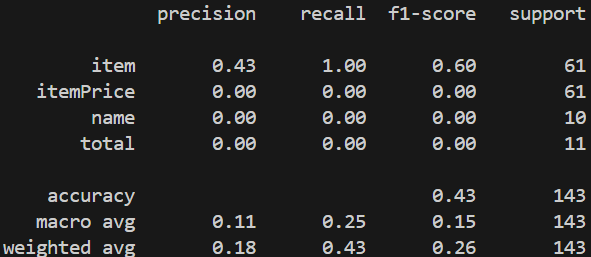 precision recall f1-score support
item 0.43 1.00 0.60 61
itemPrice 0.00 0.00 0.00 61
name 0.00 0.00 0.00 10
total 0.00 0.00 0.00 11
accuracy 0.43 143
macro avg 0.11 0.25 0.15 143
weighted avg 0.18 0.43 0.26 143